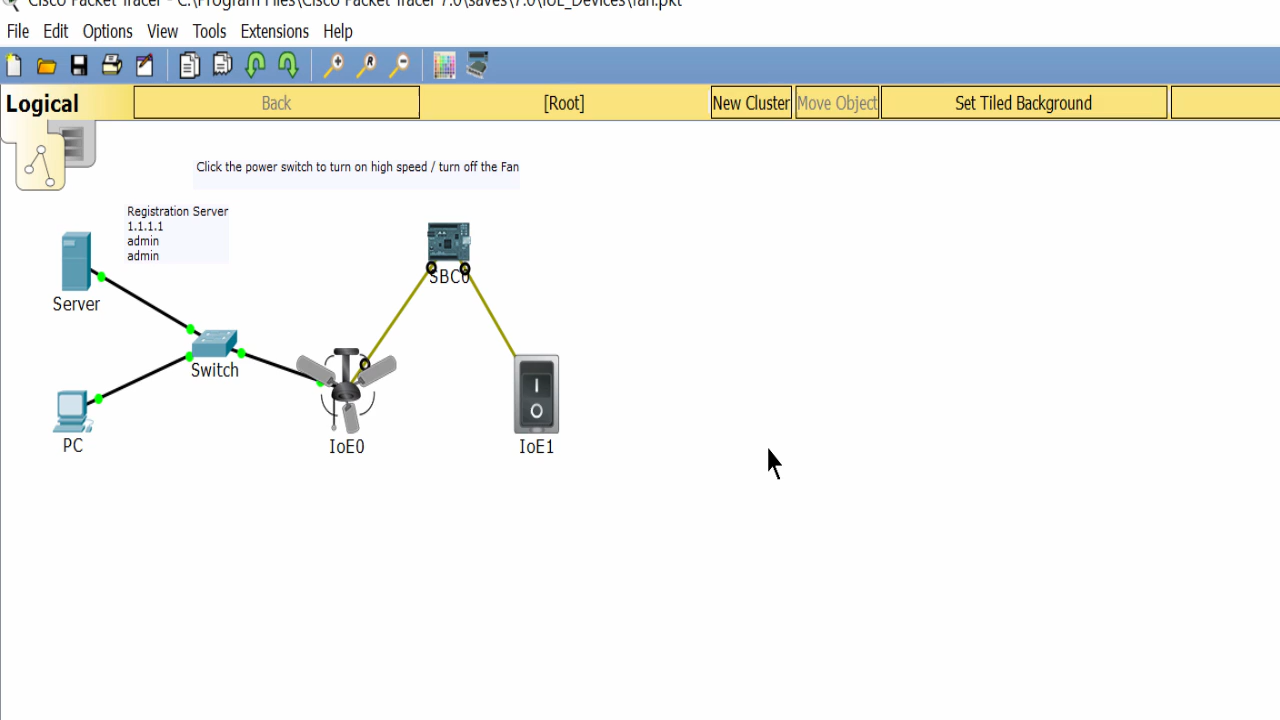 Cisco Packet Tracer - C:\Program Files\Cisco Packet Tracer 7.0\saves\7.0\IOE_Devices\fan.pkt
File Edit Options View Tools Extensions Help
Logical Back [Root] New Cluster Move Object Set Tiled Background
Click the power switch to turn on high speed / turn off the Fan
Registration Server
1.1.1.1
admin
admin
SBC0
Server
Switch
PC
IoE0
IoE1